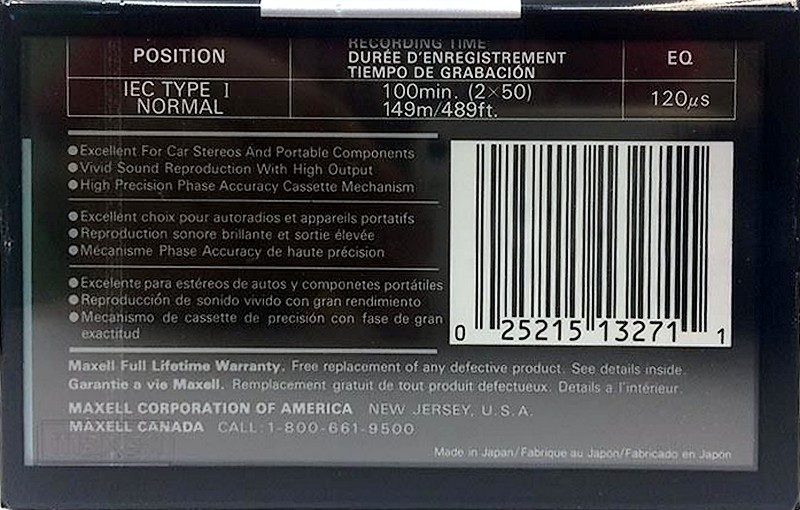 POSITION
RECORDING TIME
DURÉE D'ENREGISTREMENT
TIEMPO DE GRABACIÓN
EQ
IEC TYPE I
NORMAL
100min. (2×50)
149m/489ft.
120μs
●Excellent For Car Stereos And Portable Components
●Vivid Sound Reproduction With High Output
●High Precision Phase Accuracy Cassette Mechanism
●Excellent choix pour autoradios et appareils portatifs
●Reproduction sonore brillante et sortie élevée
●Mécanisme Phase Accuracy de haute précision
●Excelente para estéreos de autos y componetes portátiles
●Reproducción de sonido vivido con gran rendimiento
●Mecanismo de cassette de precisión con fase de gran
exactitud
0 25215 13271 1
Maxell Full Lifetime Warranty. Free replacement of any defective product. See details inside.
Garantie a vie Maxell. Remplacement gratuit de tout produit defectueux. Details a l'intérieur.
MAXELL CORPORATION OF AMERICA NEW JERSEY, U.S.A.
MAXELL CANADA CALL:1-800-661-9500
Made in Japan/Fabrique au Japon/Fabricado en Japón